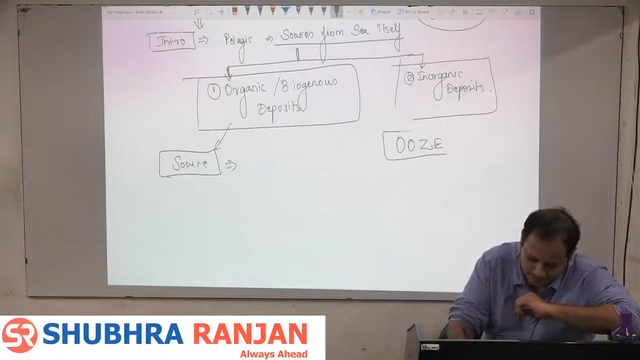 Intro ⇒ Pelagic ⇒ Sources from Sea itself
① Organic / Biogenous Deposits
② Inorganic Deposits.
OOZE
Source ⇒
SR
SHUBHRA RANJAN
Always Ahead